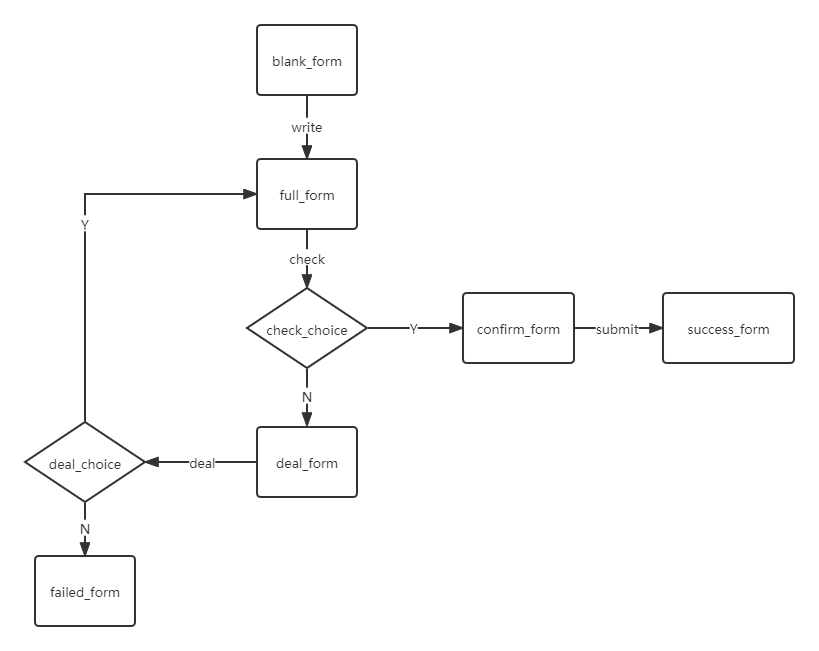 blank_form
write
full_form
Y
check
check_choice
Y
confirm_form
submit
success_form
N
deal_choice
deal
deal_form
N
failed_form